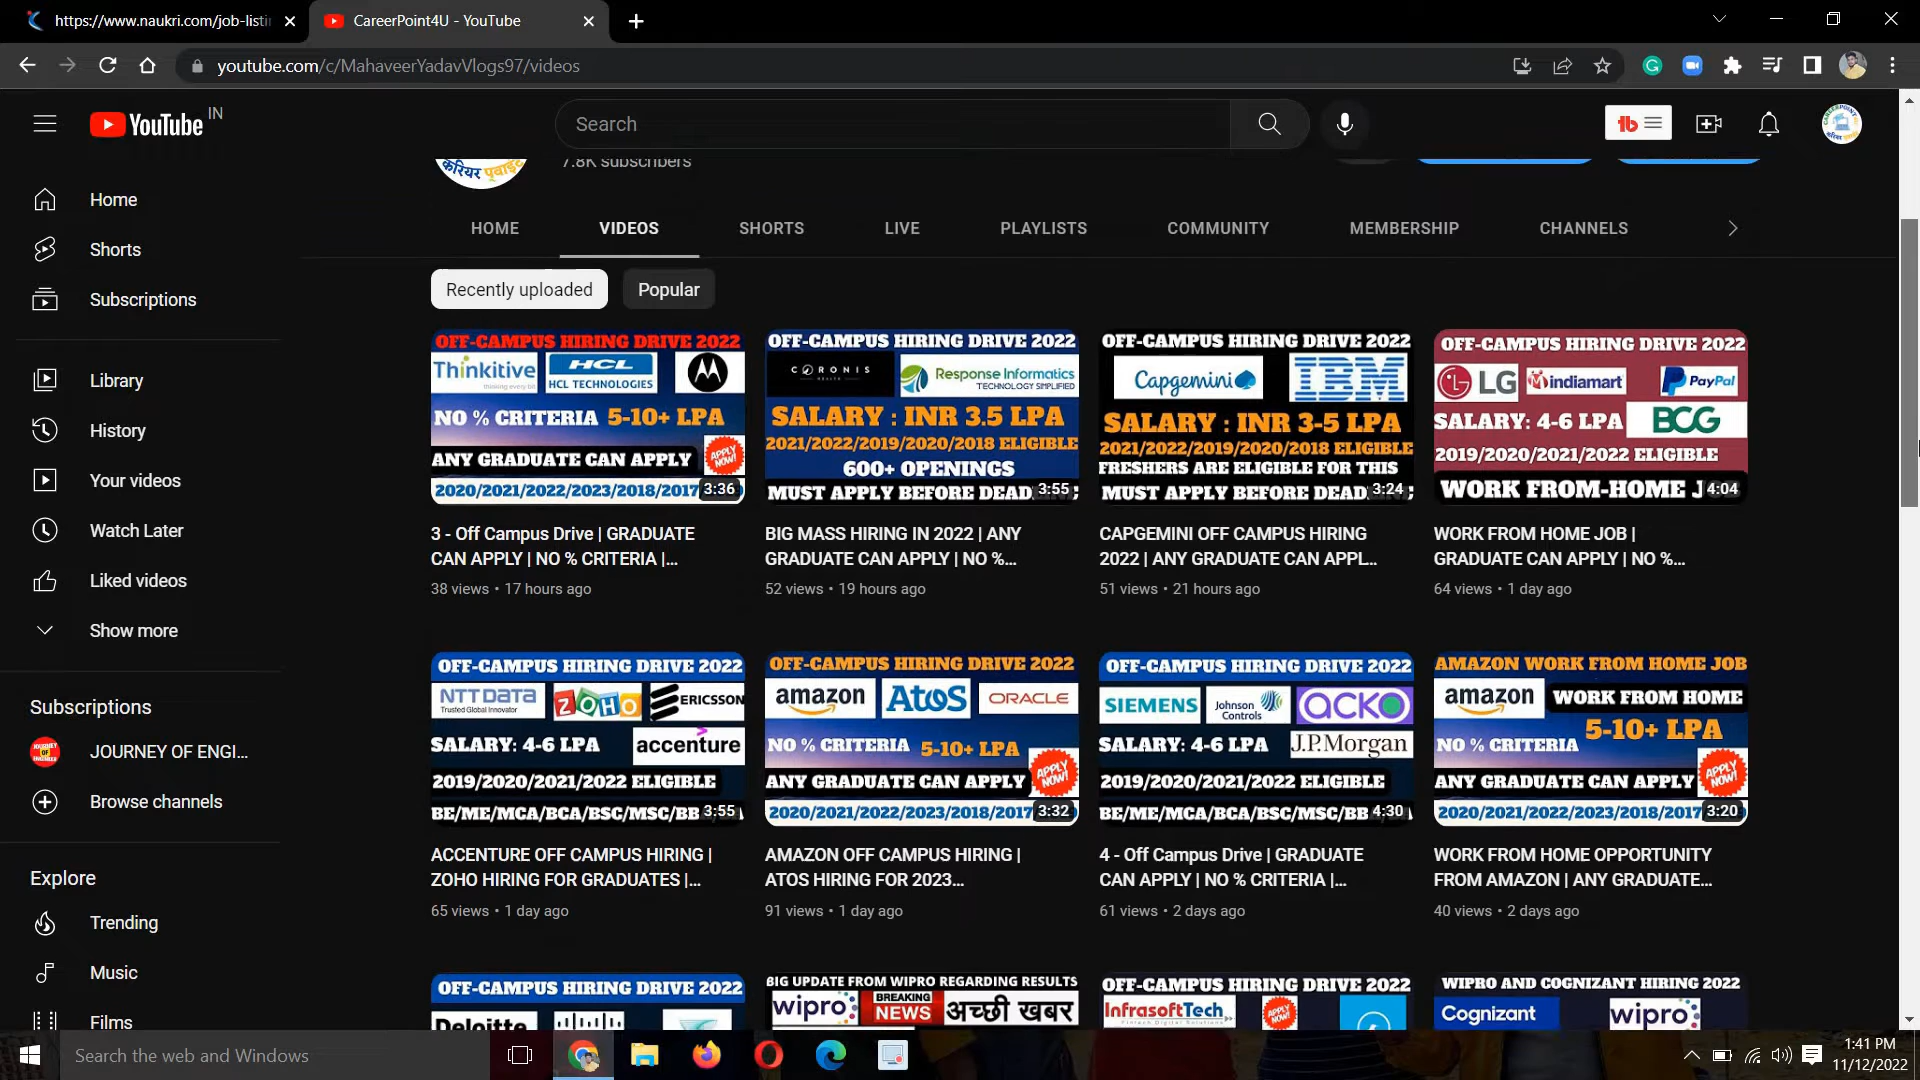 https://www.naukri.com/job-listi
CareerPoint4U - YouTube
youtube.com/c/MahaveerYadavVlogs97/videos
YouTube IN
Search
करियर प्वाइंट
7.8K subscribers
HOME VIDEOS SHORTS LIVE PLAYLISTS COMMUNITY MEMBERSHIP CHANNELS
Recently uploaded Popular
Home
Shorts
Subscriptions
Library
History
Your videos
Watch Later
Liked videos
Show more
Subscriptions
JOURNEY OF ENGI...
Browse channels
Explore
Trending
Music
Films
OFF-CAMPUS HIRING DRIVE 2022
Thinkitive
thinking every bit
HCL
HCL TECHNOLOGIES
NO % CRITERIA 5-10+ LPA
ANY GRADUATE CAN APPLY
APPLY NOW!
2020/2021/2022/2023/2018/2017
3:36
3 - Off Campus Drive | GRADUATE
CAN APPLY | NO % CRITERIA |...
38 views • 17 hours ago
OFF-CAMPUS HIRING DRIVE 2022
CORONIS
HEALTH
Response Informatics
TECHNOLOGY SIMPLIFIED
SALARY : INR 3.5 LPA
2021/2022/2019/2020/2018 ELIGIBLE
600+ OPENINGS
MUST APPLY BEFORE DEAD
3:55
BIG MASS HIRING IN 2022 | ANY
GRADUATE CAN APPLY | NO %...
52 views • 19 hours ago
OFF-CAMPUS HIRING DRIVE 2022
Capgemini
IBM
SALARY : INR 3-5 LPA
2021/2022/2019/2020/2018 ELIGIBLE
FRESHERS ARE ELIGIBLE FOR THIS
MUST APPLY BEFORE DEAD
3:24
CAPGEMINI OFF CAMPUS HIRING
2022 | ANY GRADUATE CAN APPL...
51 views • 21 hours ago
OFF-CAMPUS HIRING DRIVE 2022
LG indiamart PayPal
SALARY: 4-6 LPA BCG
2019/2020/2021/2022 ELIGIBLE
WORK FROM-HOME J
4:04
WORK FROM HOME JOB |
GRADUATE CAN APPLY | NO %...
64 views • 1 day ago
OFF-CAMPUS HIRING DRIVE 2022
NTT DATA
Trusted Global Innovator
ZOHO ERICSSON
SALARY: 4-6 LPA accenture
2019/2020/2021/2022 ELIGIBLE
BE/ME/MCA/BCA/BSC/MSC/BB
3:55
ACCENTURE OFF CAMPUS HIRING |
ZOHO HIRING FOR GRADUATES |...
65 views • 1 day ago
OFF-CAMPUS HIRING DRIVE 2022
amazon Atos ORACLE
NO % CRITERIA 5-10+ LPA
ANY GRADUATE CAN APPLY
APPLY NOW!
2020/2021/2022/2023/2018/2017
3:32
AMAZON OFF CAMPUS HIRING |
ATOS HIRING FOR 2023...
91 views • 1 day ago
OFF-CAMPUS HIRING DRIVE 2022
SIEMENS Johnson Controls ACKO
SALARY: 4-6 LPA J.P.Morgan
2019/2020/2021/2022 ELIGIBLE
BE/ME/MCA/BCA/BSC/MSC/BB
4:30
4 - Off Campus Drive | GRADUATE
CAN APPLY | NO % CRITERIA |...
61 views • 2 days ago
AMAZON WORK FROM HOME JOB
amazon WORK FROM HOME
5-10+ LPA
NO % CRITERIA
ANY GRADUATE CAN APPLY
APPLY NOW!
2020/2021/2022/2023/2018/2017
3:20
WORK FROM HOME OPPORTUNITY
FROM AMAZON | ANY GRADUATE...
40 views • 2 days ago
OFF-CAMPUS HIRING DRIVE 2022
Deloitte
BIG UPDATE FROM WIPRO REGARDING RESULTS
wipro BREAKING NEWS अच्छी खबर
OFF-CAMPUS HIRING DRIVE 2022
InfrasoftTech
APPLY NOW!
WIPRO AND COGNIZANT HIRING 2022
Cognizant wipro
Search the web and Windows
1:41 PM
11/12/2022